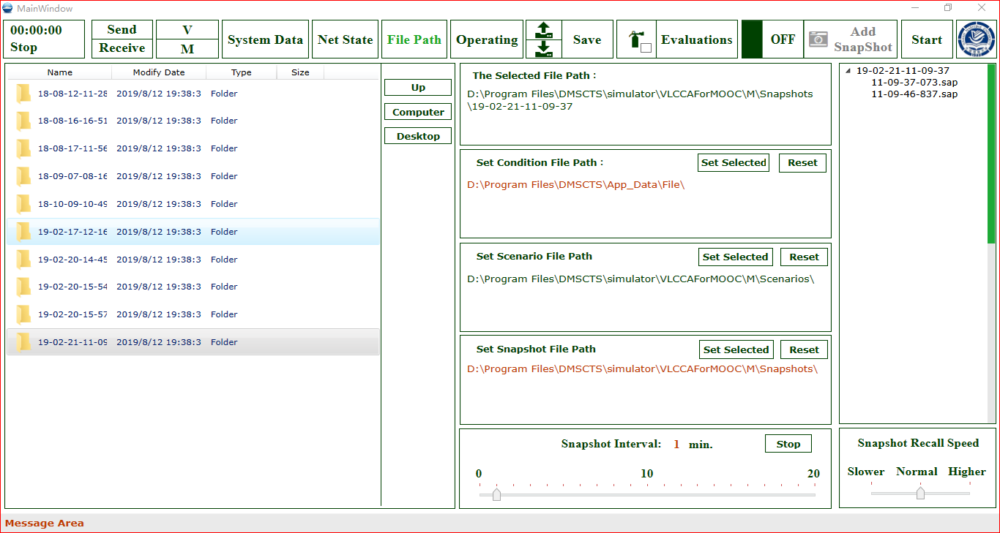 MainWindow
00:00:00
Stop
Send
Receive
V
M
System Data
Net State
File Path
Operating
Save
Evaluations
OFF
Add
SnapShot
Start
Name Modify Date Type Size
18-08-12-11-28 2019/8/12 19:38:3 Folder
18-08-16-16-51 2019/8/12 19:38:3 Folder
18-08-17-11-56 2019/8/12 19:38:3 Folder
18-09-07-08-16 2019/8/12 19:38:3 Folder
18-10-09-10-49 2019/8/12 19:38:3 Folder
19-02-17-12-16 2019/8/12 19:38:3 Folder
19-02-20-14-45 2019/8/12 19:38:3 Folder
19-02-20-15-54 2019/8/12 19:38:3 Folder
19-02-20-15-57 2019/8/12 19:38:3 Folder
19-02-21-11-09 2019/8/12 19:38:3 Folder
Up
Computer
Desktop
The Selected File Path :
D:\Program Files\DMSCTS\simulator\VLCCAForMOOC\M\Snapshots
\19-02-21-11-09-37
Set Condition File Path : Set Selected Reset
D:\Program Files\DMSCTS\App_Data\File\
Set Scenario File Path Set Selected Reset
D:\Program Files\DMSCTS\simulator\VLCCAForMOOC\M\Scenarios\
Set Snapshot File Path Set Selected Reset
D:\Program Files\DMSCTS\simulator\VLCCAForMOOC\M\Snapshots\
Snapshot Interval: 1 min. Stop
0 10 20
19-02-21-11-09-37
11-09-37-073.sap
11-09-46-837.sap
Snapshot Recall Speed
Slower Normal Higher
Message Area